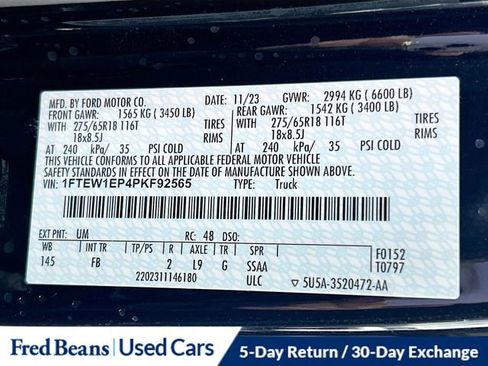 MFD. BY FORD MOTOR CO.
DATE: 11/23 GVWR: 2994 KG ( 6600 LB)
FRONT GAWR: 1565 KG ( 3450 LB) REAR GAWR: 1542 KG ( 3400 LB)
WITH 275/65R18 116T TIRES WITH 275/65R18 116T TIRES
18x8.5J RIMS 18x8.5J RIMS
AT 240 kPa/ 35 PSI COLD AT 240 kPa/ 35 PSI COLD
THIS VEHICLE CONFORMS TO ALL APPLICABLE FEDERAL MOTOR VEHICLE
SAFETY STANDARDS IN EFFECT ON THE DATE OF MANUFACTURE SHOWN ABOVE.
VIN: 1FTEW1EP4PKF92565 TYPE: Truck
EXT PNT: UM RC: 48 DSO: F0152
WB INT TR TP/PS R AXLE TR SPR T0797
145 FB 2 L9 G SSAA
2202311146180 ULC 5U5A-3520472-AA
Fred Beans Used Cars 5-Day Return / 30-Day Exchange